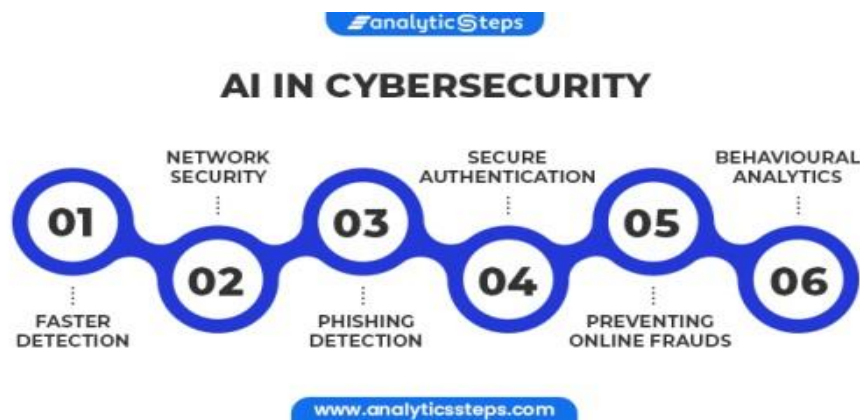 analyticSteps
AI IN CYBERSECURITY
01
FASTER
DETECTION
NETWORK
SECURITY
02
03
PHISHING
DETECTION
SECURE
AUTHENTICATION
04
05
PREVENTING
ONLINE FRAUDS
BEHAVIOURAL
ANALYTICS
06
www.analyticssteps.com